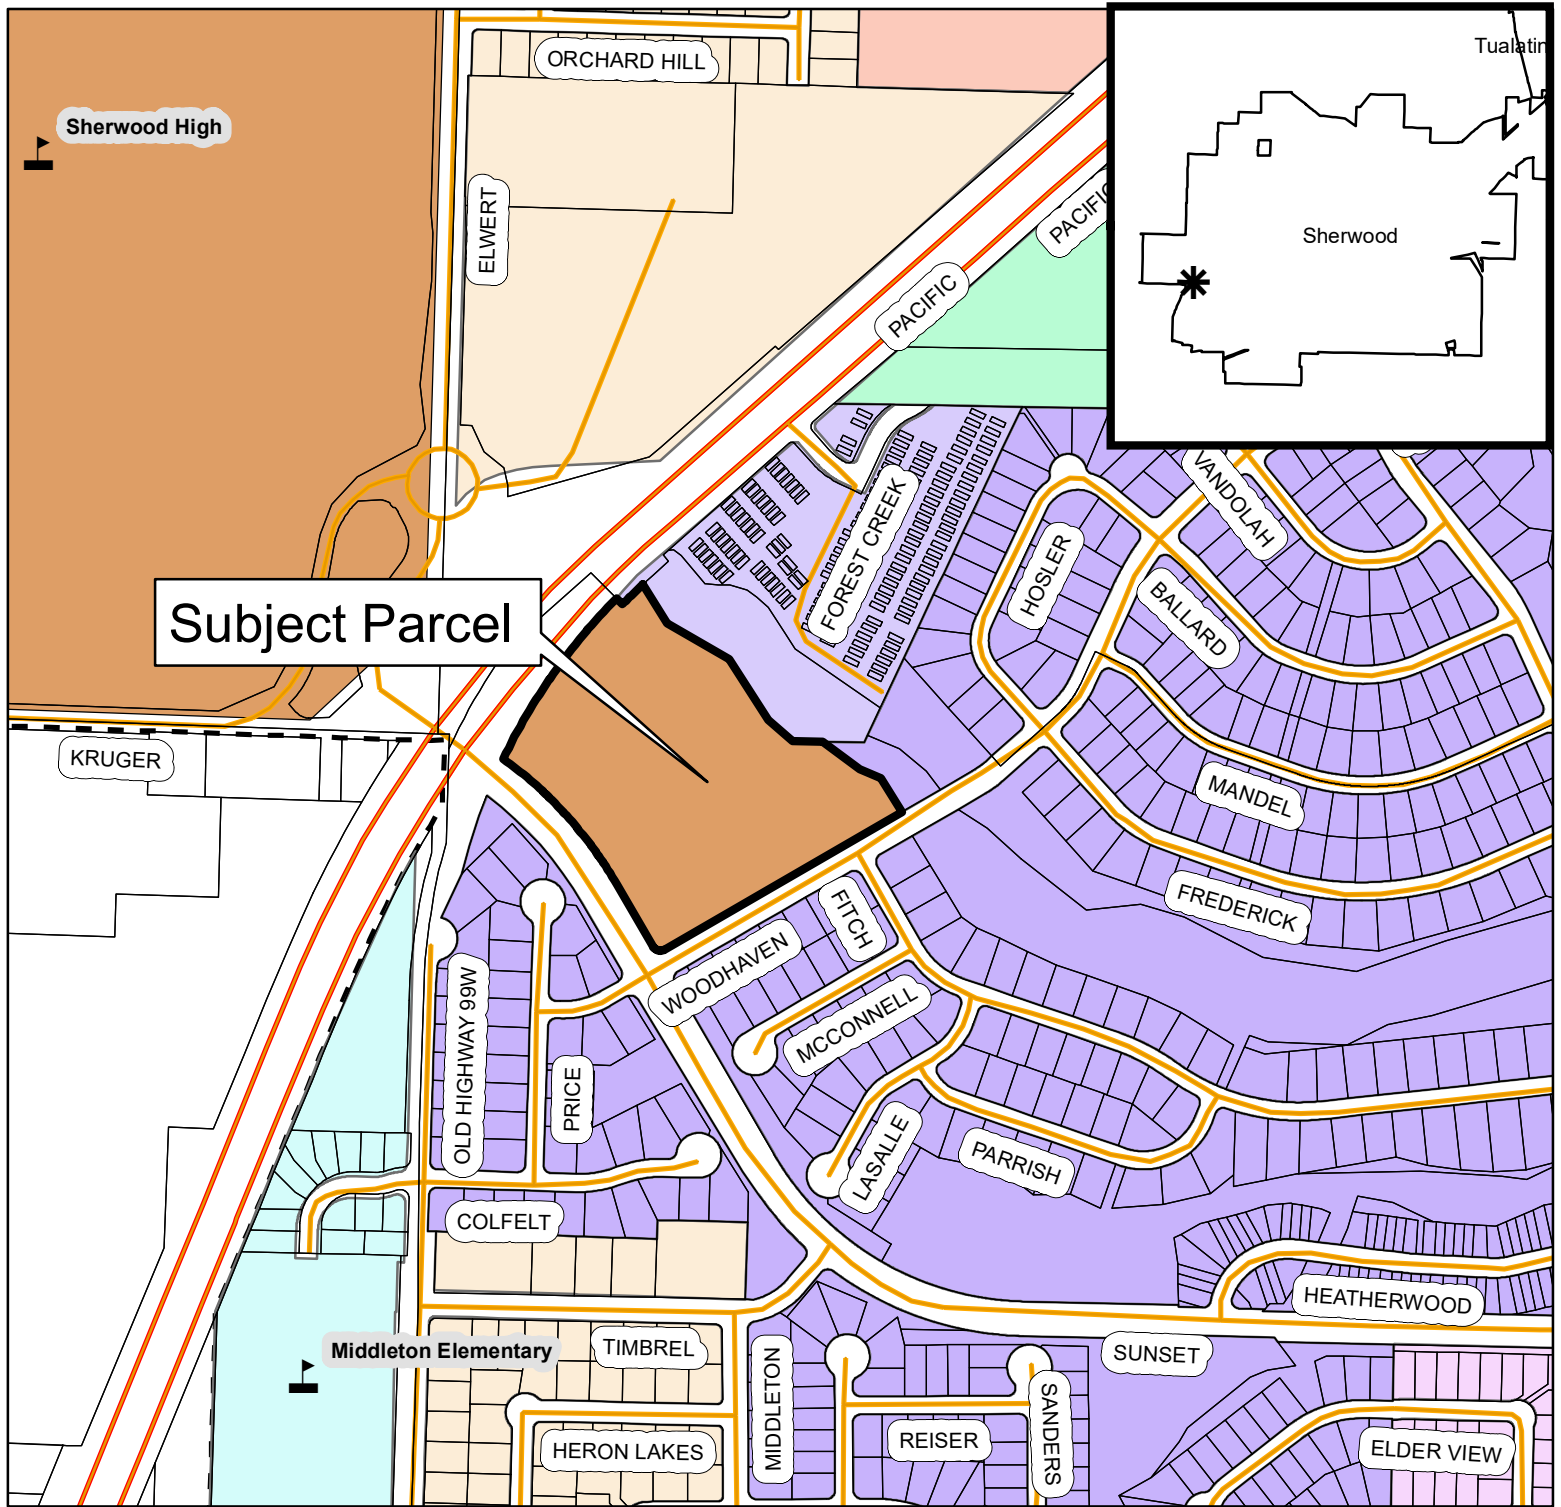 Tualatin
Sherwood
ORCHARD HILL
Sherwood High
ELWERT
PACIFIC
PACIFIC
VANDOLAH
FOREST CREEK
HOSLER
BALLARD
Subject Parcel
KRUGER
MANDEL
FREDERICK
FITCH
WOODHAVEN
MCCONNELL
OLD HIGHWAY 99W
PRICE
LASALLE
PARRISH
COLFELT
HEATHERWOOD
Middleton Elementary
TIMBREL
MIDDLETON
SUNSET
SANDERS
HERON LAKES
REISER
ELDER VIEW